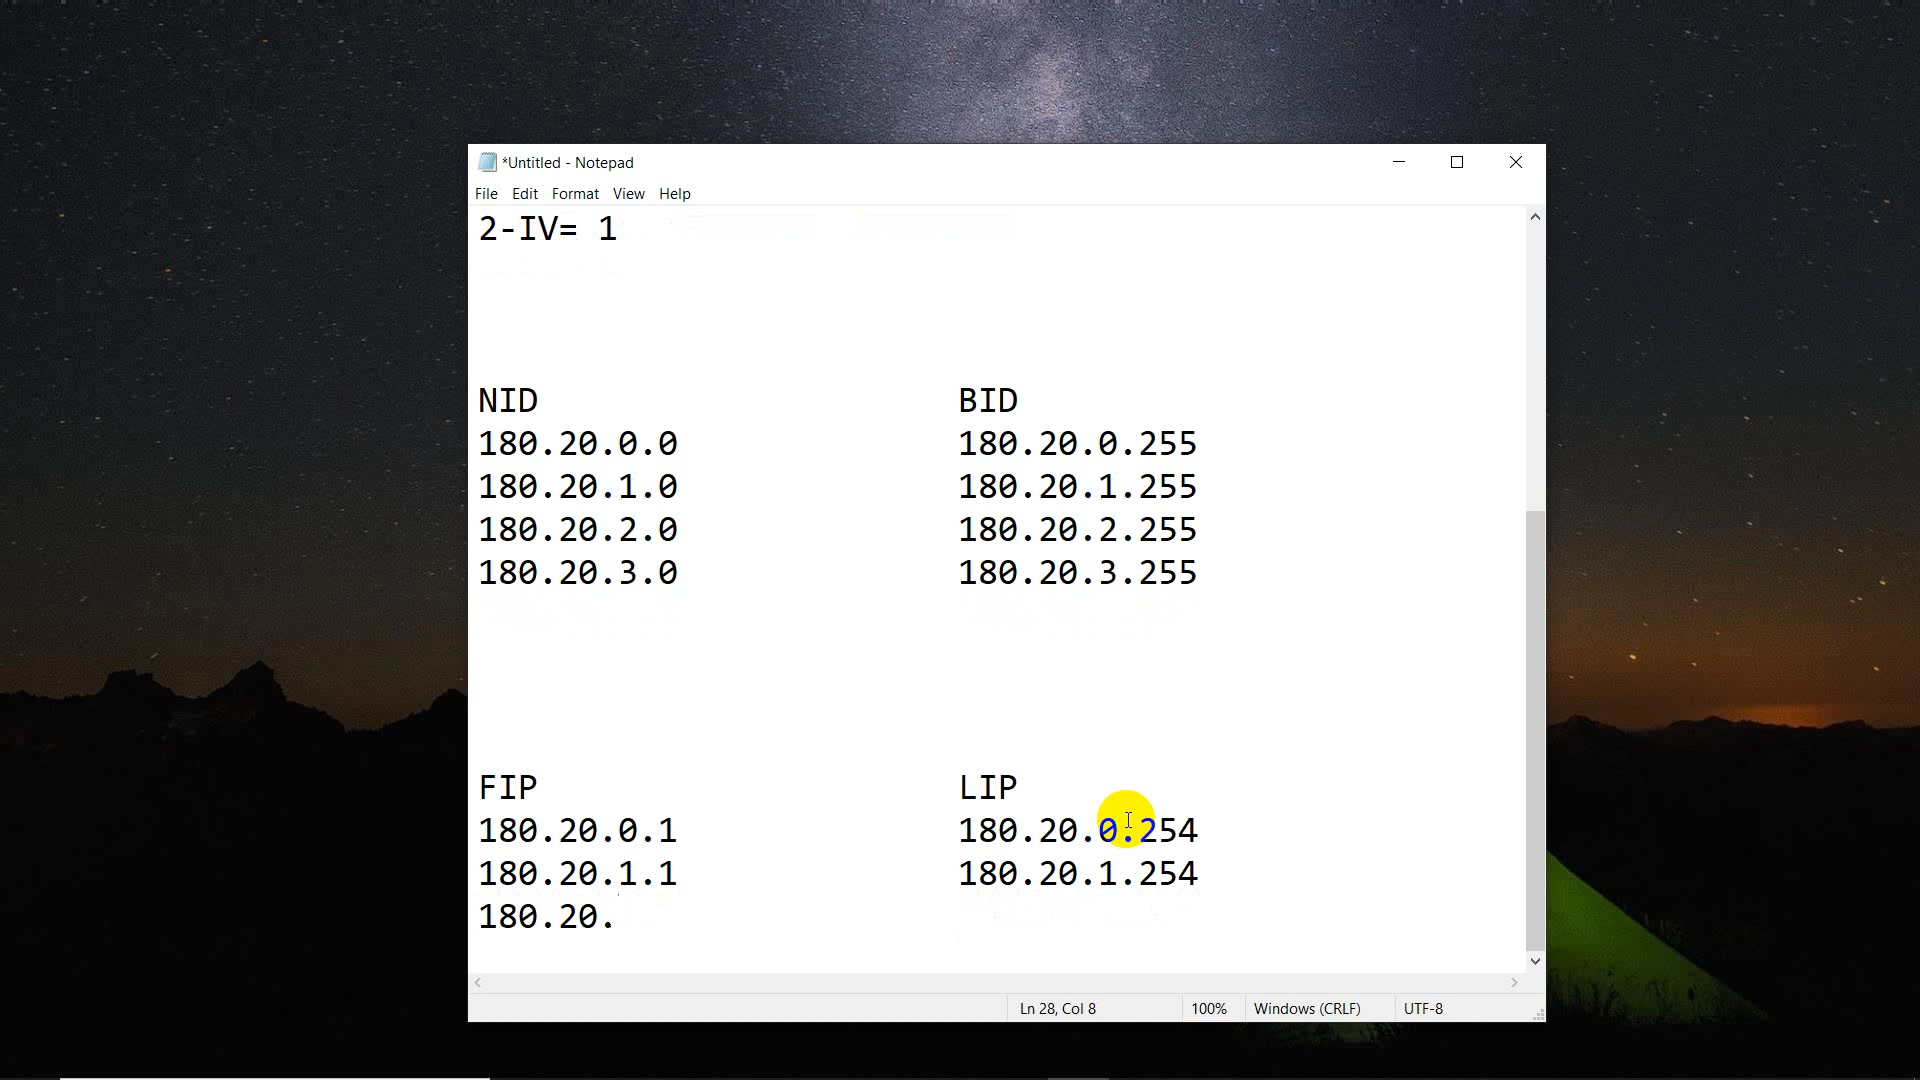 *Untitled - Notepad
File Edit Format View Help
2-IV= 1
NID BID
180.20.0.0 180.20.0.255
180.20.1.0 180.20.1.255
180.20.2.0 180.20.2.255
180.20.3.0 180.20.3.255
FIP LIP
180.20.0.1 180.20.0.254
180.20.1.1 180.20.1.254
180.20.
Ln 28, Col 8 100% Windows (CRLF) UTF-8